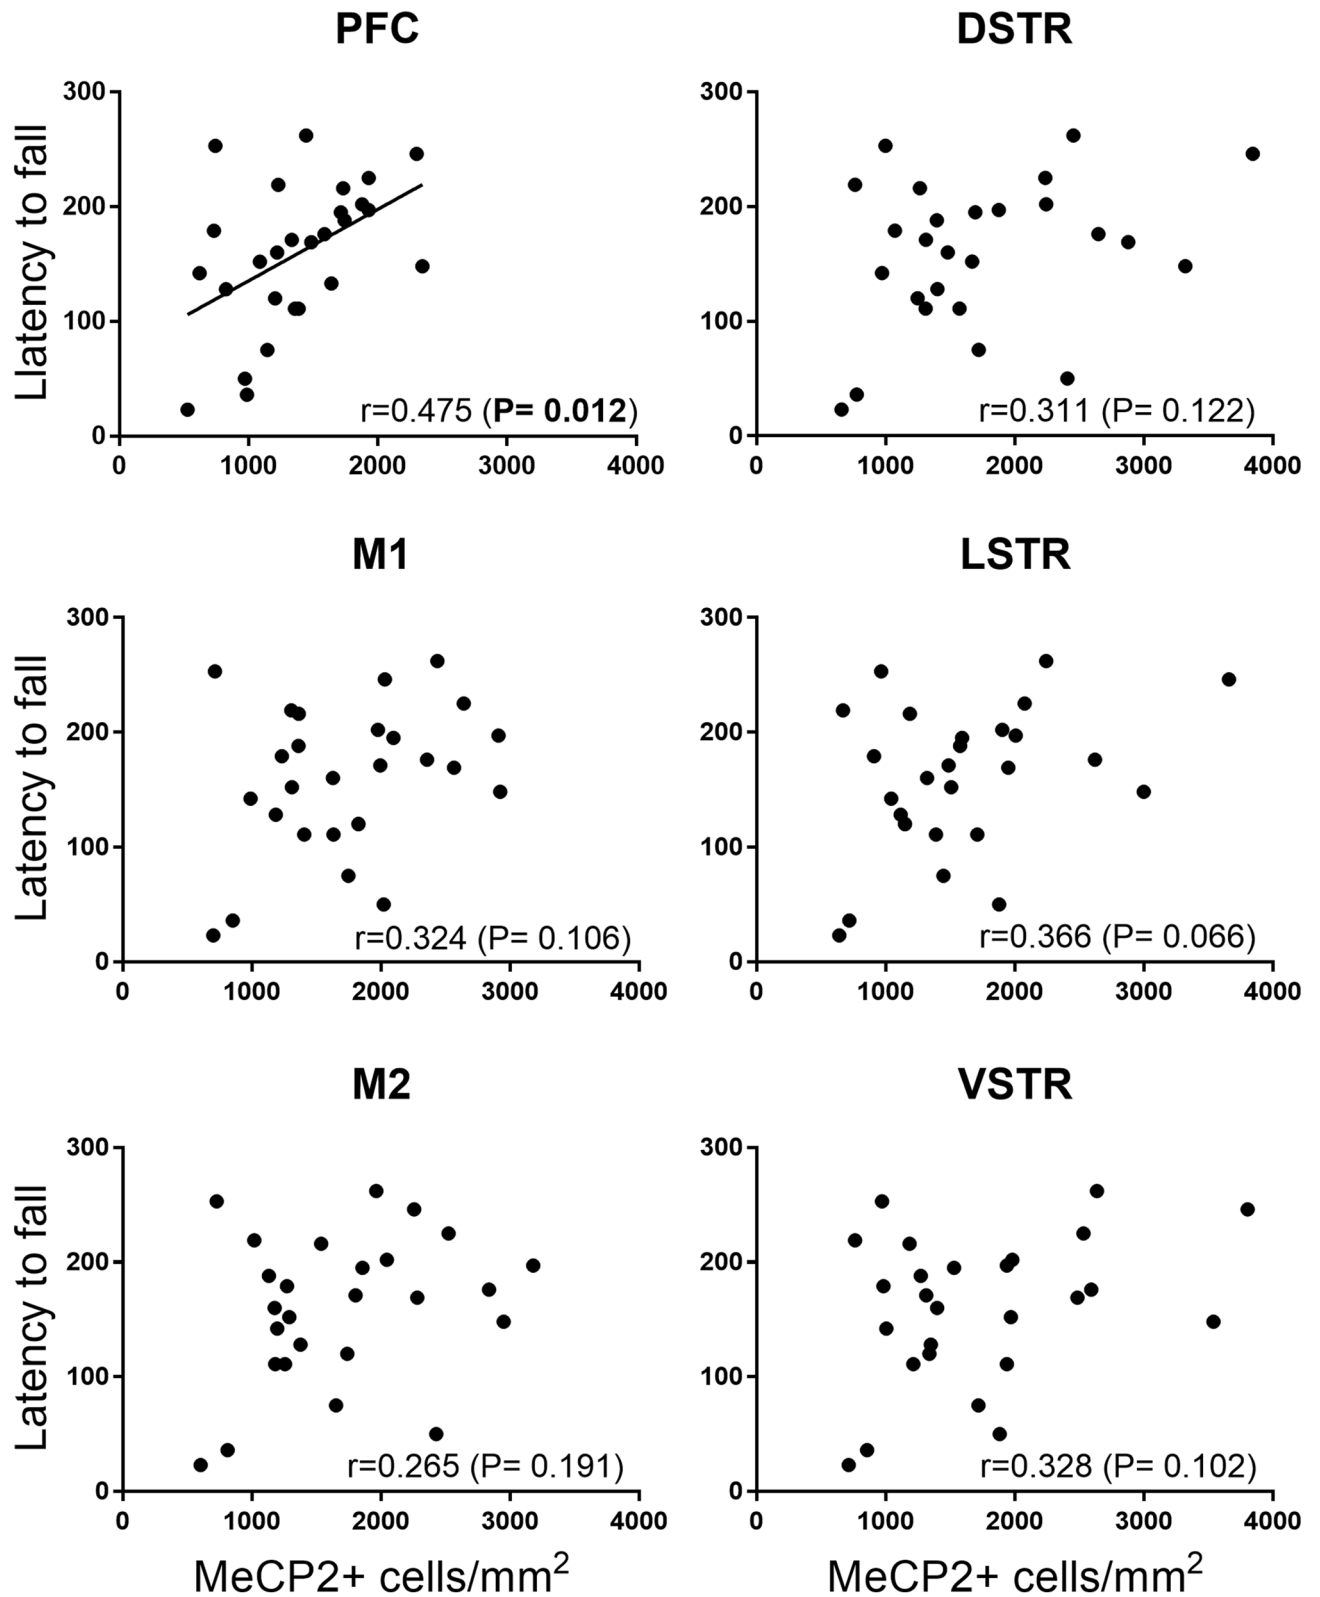 PFC
Llatency to fall
300
200
100
0
r=0.475 (P= 0.012)
0 1000 2000 3000 4000
DSTR
300
200
100
0
r=0.311 (P= 0.122)
0 1000 2000 3000 4000
M1
Latency to fall
300
200
100
0
r=0.324 (P= 0.106)
0 1000 2000 3000 4000
LSTR
300
200
100
0
r=0.366 (P= 0.066)
0 1000 2000 3000 4000
M2
Latency to fall
300
200
100
0
r=0.265 (P= 0.191)
0 1000 2000 3000 4000
MeCP2+ cells/mm²
VSTR
300
200
100
0
r=0.328 (P= 0.102)
0 1000 2000 3000 4000
MeCP2+ cells/mm²